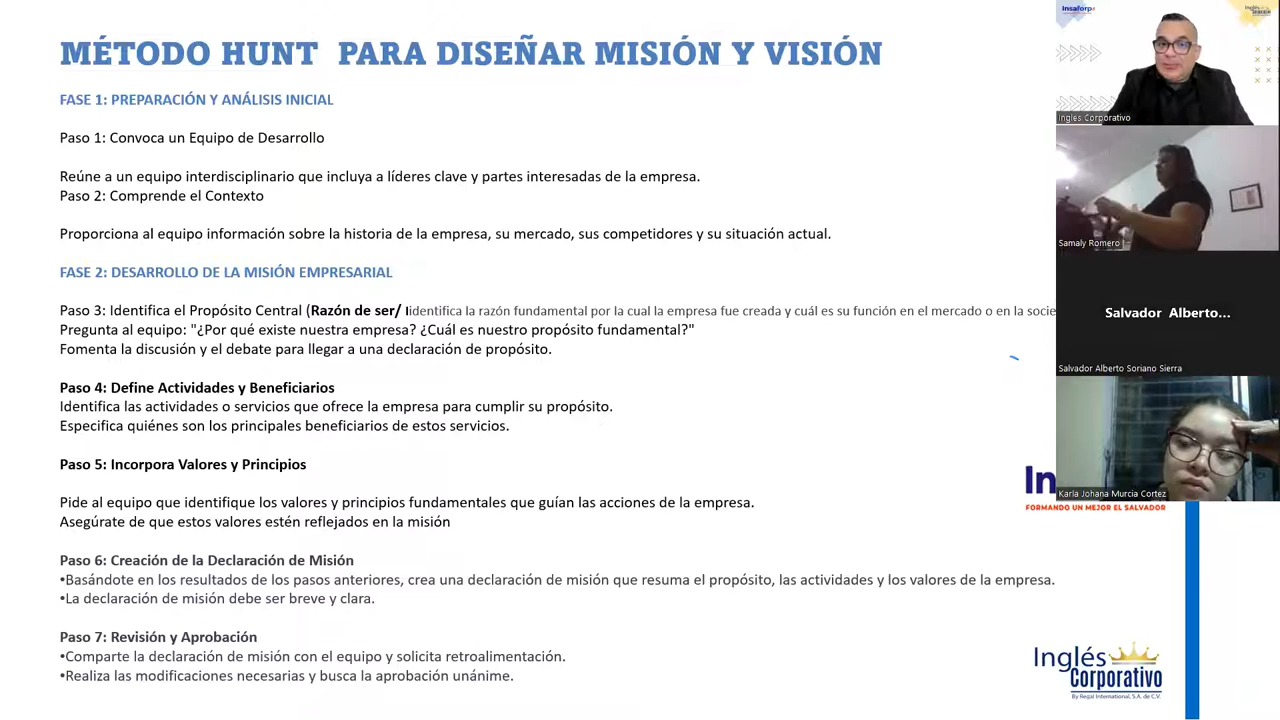 MÉTODO HUNT PARA DISEÑAR MISIÓN Y VISIÓN
FASE 1: PREPARACIÓN Y ANÁLISIS INICIAL
Paso 1: Convoca un Equipo de Desarrollo
Reúne a un equipo interdisciplinario que incluya a líderes clave y partes interesadas de la empresa.
Paso 2: Comprende el Contexto
Proporciona al equipo información sobre la historia de la empresa, su mercado, sus competidores y su situación actual.
FASE 2: DESARROLLO DE LA MISIÓN EMPRESARIAL
Paso 3: Identifica el Propósito Central (Razón de ser/ Iidentifica la razón fundamental por la cual la empresa fue creada y cuál es su función en el mercado o en la socie
Pregunta al equipo: "¿Por qué existe nuestra empresa? ¿Cuál es nuestro propósito fundamental?"
Fomenta la discusión y el debate para llegar a una declaración de propósito.
Paso 4: Define Actividades y Beneficiarios
Identifica las actividades o servicios que ofrece la empresa para cumplir su propósito.
Especifica quiénes son los principales beneficiarios de estos servicios.
Paso 5: Incorpora Valores y Principios
Pide al equipo que identifique los valores y principios fundamentales que guían las acciones de la empresa.
Asegúrate de que estos valores estén reflejados en la misión
Paso 6: Creación de la Declaración de Misión
•Basándote en los resultados de los pasos anteriores, crea una declaración de misión que resuma el propósito, las actividades y los valores de la empresa.
•La declaración de misión debe ser breve y clara.
Paso 7: Revisión y Aprobación
•Comparte la declaración de misión con el equipo y solicita retroalimentación.
•Realiza las modificaciones necesarias y busca la aprobación unánime.
insaforp
Inglés Corporativo
Samaly Romero
Salvador Alberto...
Salvador Alberto Soriano Sierra
Karla Johana Murcia Cortez
In
FORMANDO UN MEJOR EL SALVADOR
Inglés
Corporativo
By Regal International, S.A. de C.V.